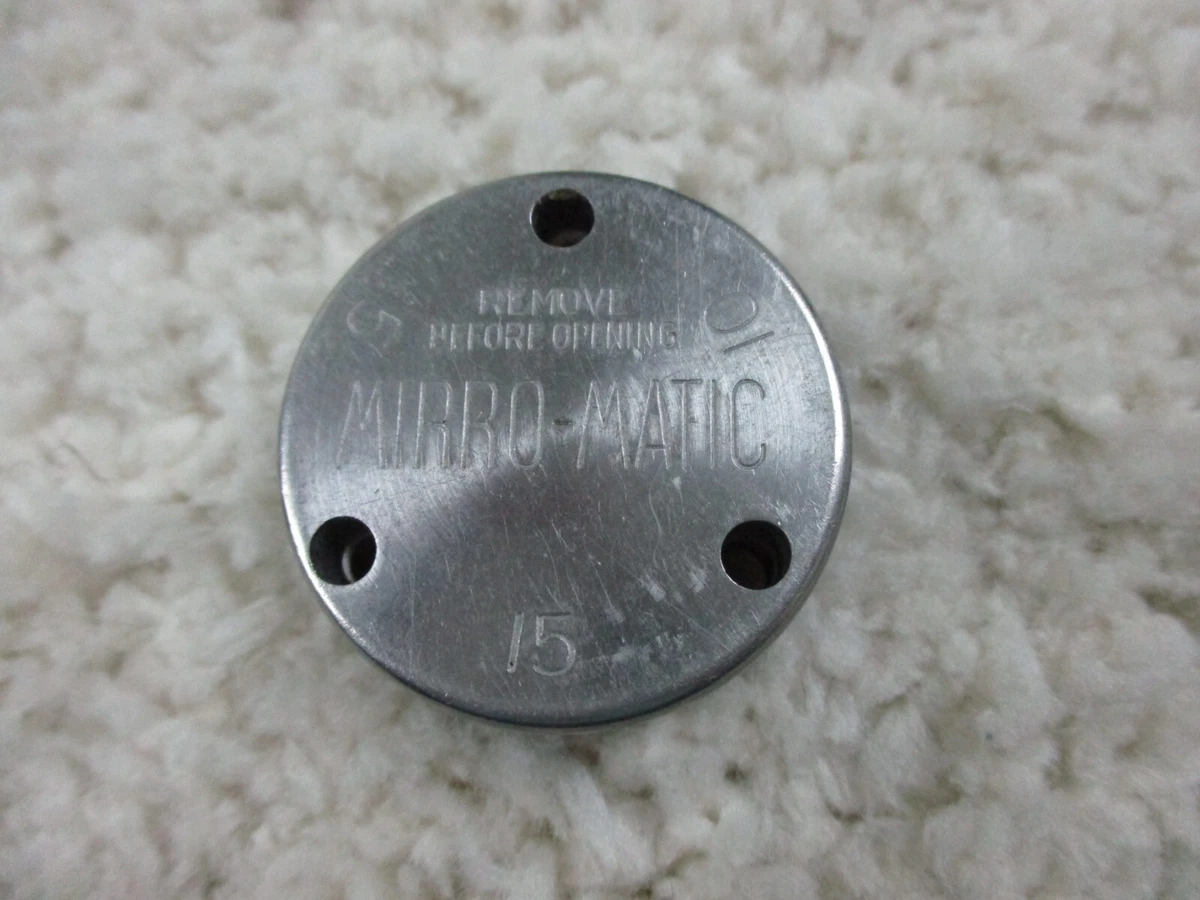 REMOVE
BEFORE OPENING
5
10
MIRRO-MATIC
15